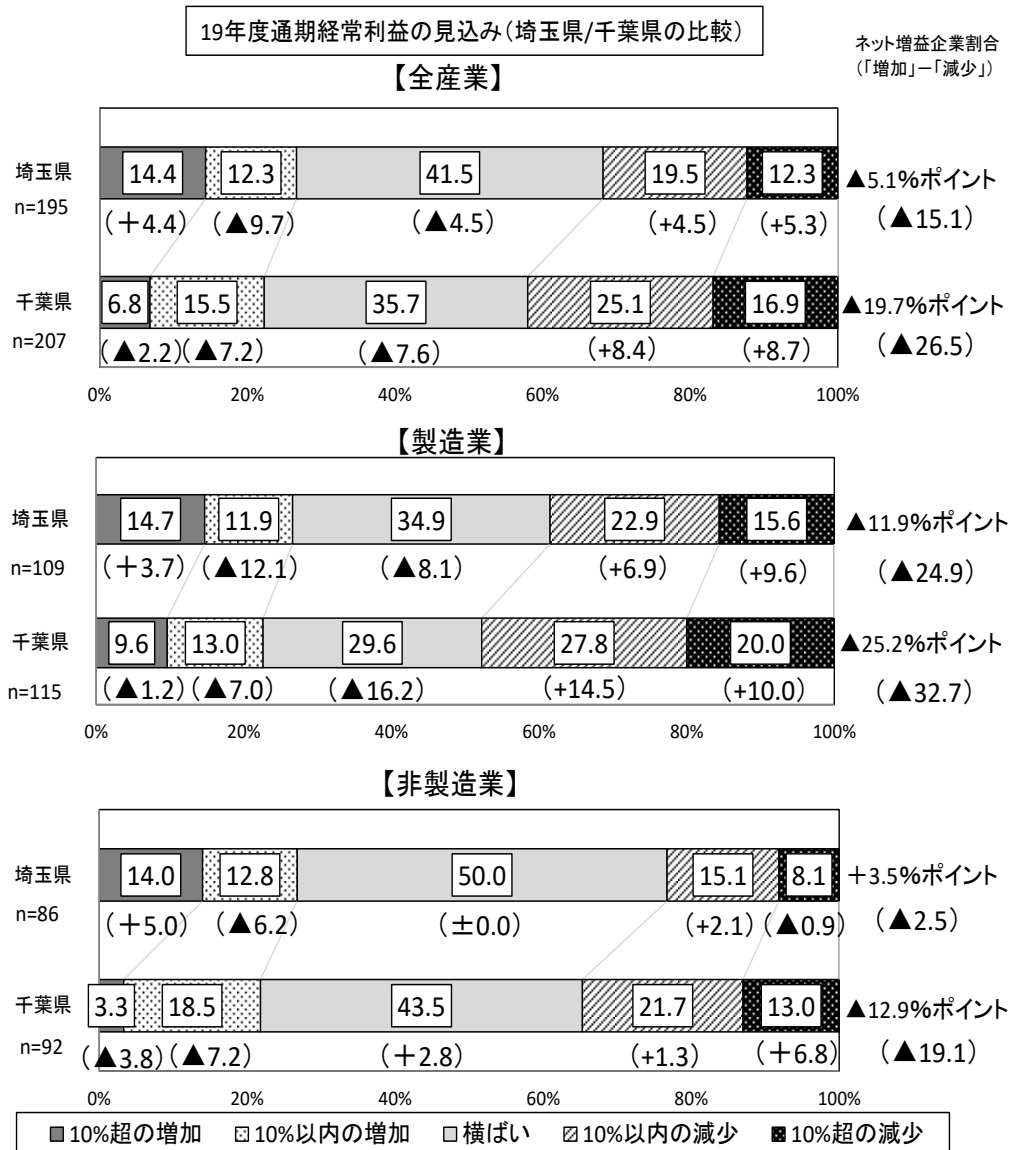 19年度通期経常利益の見込み（埼玉県/千葉県の比較）
ネット増益企業割合
（「増加」－「減少」）
【全産業】
埼玉県 14.4 12.3 41.5 19.5 12.3 ▲5.1%ポイント
n=195 (＋4.4) (▲9.7) (▲4.5) (+4.5) (+5.3) (▲15.1)
千葉県 6.8 15.5 35.7 25.1 16.9 ▲19.7%ポイント
n=207 (▲2.2) (▲7.2) (▲7.6) (+8.4) (+8.7) (▲26.5)
0% 20% 40% 60% 80% 100%
【製造業】
埼玉県 14.7 11.9 34.9 22.9 15.6 ▲11.9%ポイント
n=109 (＋3.7) (▲12.1) (▲8.1) (+6.9) (+9.6) (▲24.9)
千葉県 9.6 13.0 29.6 27.8 20.0 ▲25.2%ポイント
n=115 (▲1.2) (▲7.0) (▲16.2) (+14.5) (+10.0) (▲32.7)
0% 20% 40% 60% 80% 100%
【非製造業】
埼玉県 14.0 12.8 50.0 15.1 8.1 ＋3.5%ポイント
n=86 (＋5.0) (▲6.2) (±0.0) (+2.1) (▲0.9) (▲2.5)
千葉県 3.3 18.5 43.5 21.7 13.0 ▲12.9%ポイント
n=92 (▲3.8) (▲7.2) (＋2.8) (+1.3) (＋6.8) (▲19.1)
0% 20% 40% 60% 80% 100%
10%超の増加 10%以内の増加 横ばい 10%以内の減少 10%超の減少